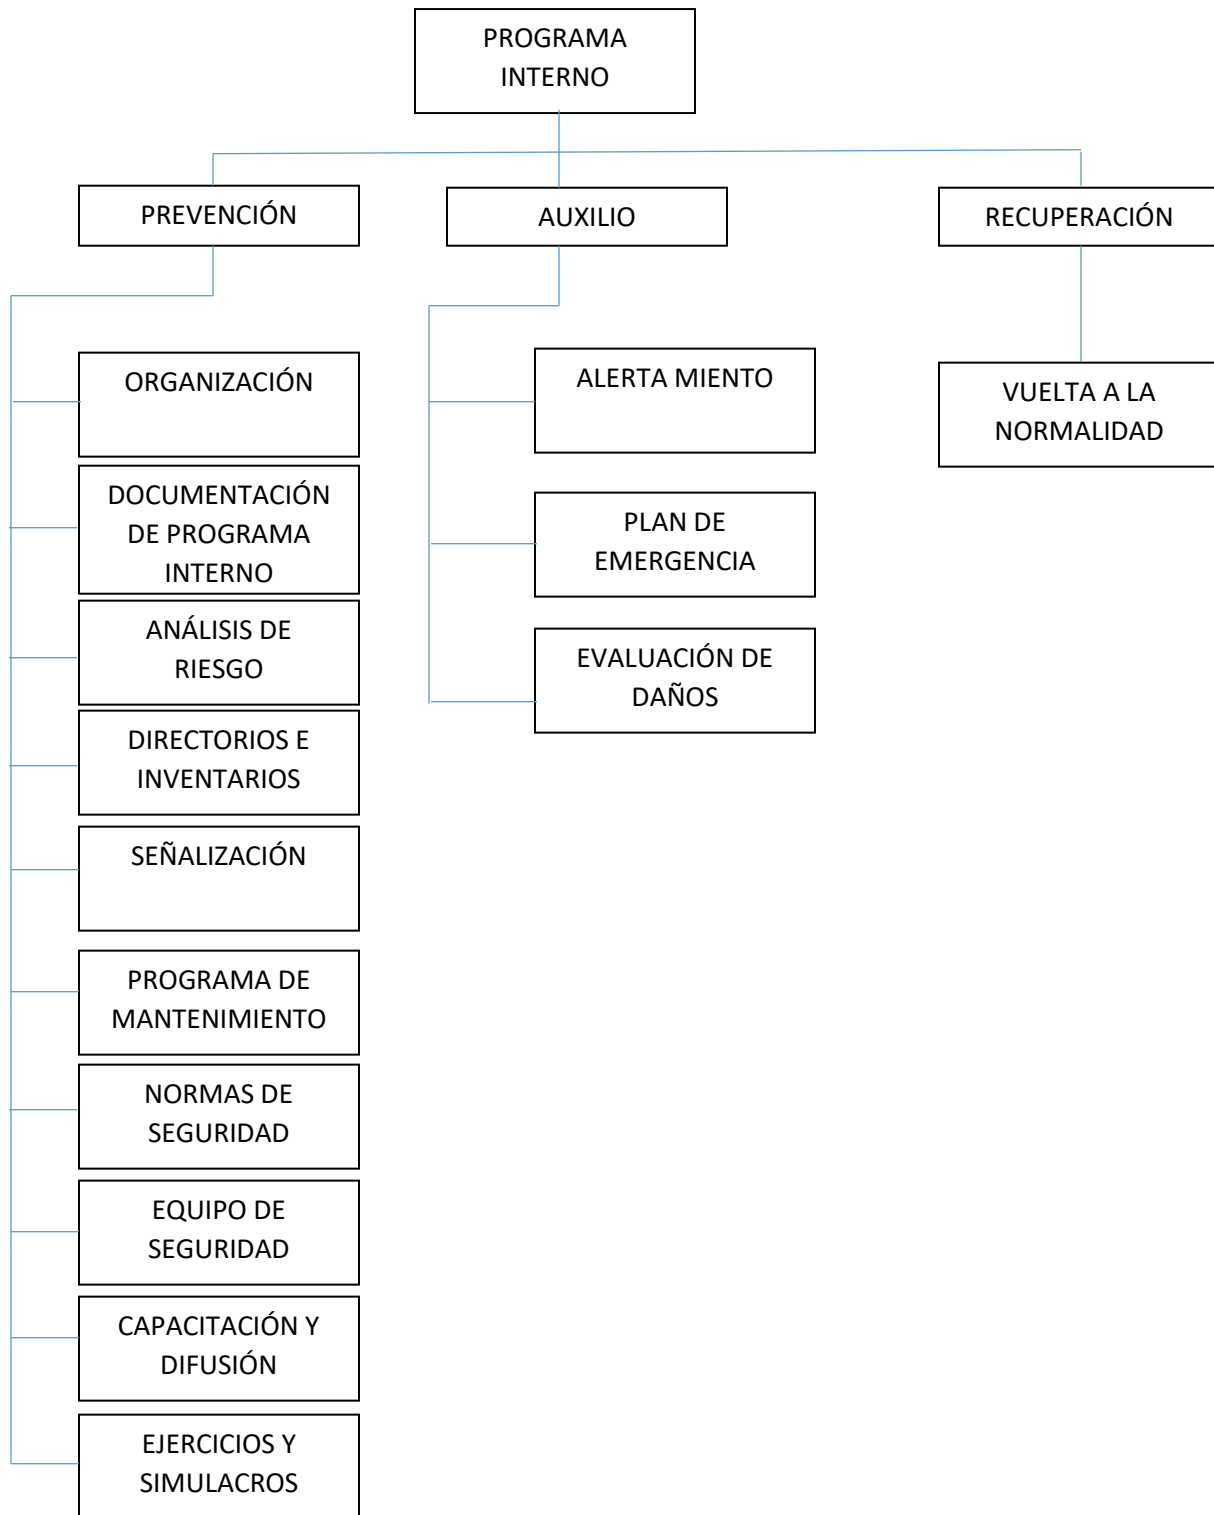 PROGRAMA
INTERNO
PREVENCIÓN
AUXILIO
RECUPERACIÓN
ORGANIZACIÓN
DOCUMENTACIÓN
DE PROGRAMA
INTERNO
ANÁLISIS DE
RIESGO
DIRECTORIOS E
INVENTARIOS
SEÑALIZACIÓN
PROGRAMA DE
MANTENIMIENTO
NORMAS DE
SEGURIDAD
EQUIPO DE
SEGURIDAD
CAPACITACIÓN Y
DIFUSIÓN
EJERCICIOS Y
SIMULACROS
ALERTA MIENTO
PLAN DE
EMERGENCIA
EVALUACIÓN DE
DAÑOS
VUELTA A LA
NORMALIDAD